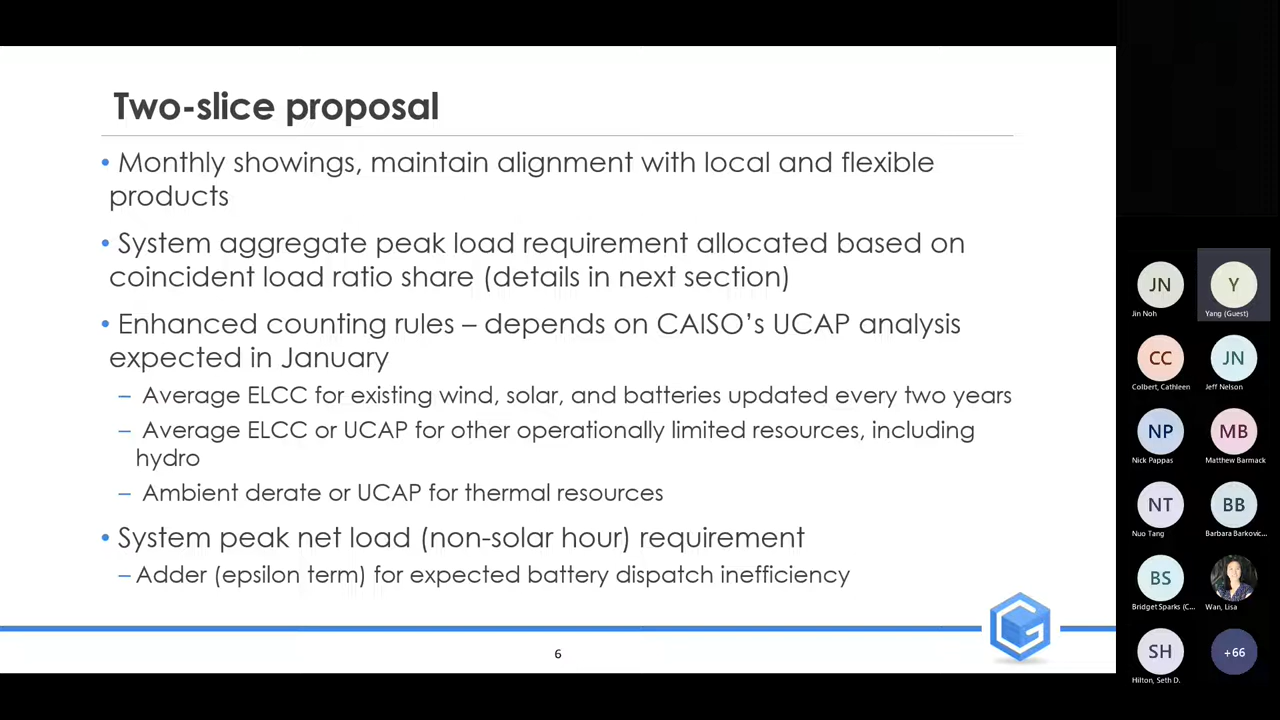 Two-slice proposal
• Monthly showings, maintain alignment with local and flexible
products
• System aggregate peak load requirement allocated based on
coincident load ratio share (details in next section)
• Enhanced counting rules – depends on CAISO's UCAP analysis
expected in January
– Average ELCC for existing wind, solar, and batteries updated every two years
– Average ELCC or UCAP for other operationally limited resources, including
hydro
– Ambient derate or UCAP for thermal resources
• System peak net load (non-solar hour) requirement
– Adder (epsilon term) for expected battery dispatch inefficiency
6
JN
Y
Jin Noh
Yang (Guest)
CC
JN
Colbert, Cathleen
Jeff Nelson
NP
MB
Nick Pappas
Matthew Barmack
NT
BB
Nuo Tang
Barbara Barkovic...
BS
Bridget Sparks (C...
Wan, Lisa
SH
+66
Hilton, Seth D.